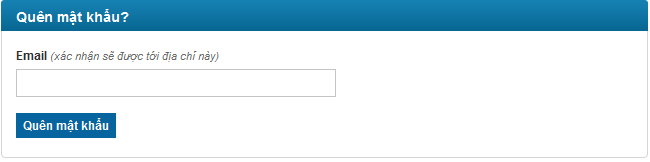 Quên mật khẩu?
Email (xác nhận sẽ được tới địa chỉ này)
Quên mật khẩu